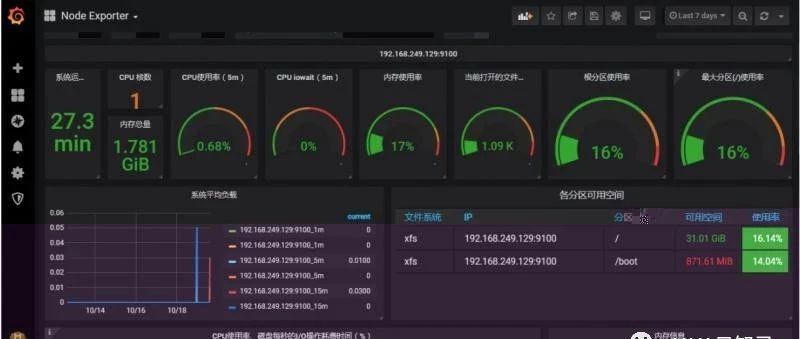 Node Exporter
Last 7 days
192.168.249.129:9100
系统运...
27.3
min
CPU 核数
1
内存总量
1.781
GiB
CPU使用率（5m）
0.68%
CPU iowait（5m）
0%
内存使用率
17%
当前打开的文件...
1.09 K
根分区使用率
16%
最大分区(/)使用率
16%
系统平均负载
0.06
0.05
0.04
0.03
0.02
0.01
0
10/14
10/16
10/18
current
192.168.249.129:9100_1m 0
192.168.249.129:9100_1m 0
192.168.249.129:9100_5m 0.0100
192.168.249.129:9100_5m 0
192.168.249.129:9100_15m 0.0300
192.168.249.129:9100_15m 0
各分区可用空间
文件系统 IP 分区 可用空间 使用率
xfs 192.168.249.129:9100 / 31.01 GiB 16.14%
xfs 192.168.249.129:9100 /boot 871.61 MiB 14.04%
CPU使用率、磁盘每秒的I/O操作耗费时间（%）
内存信息